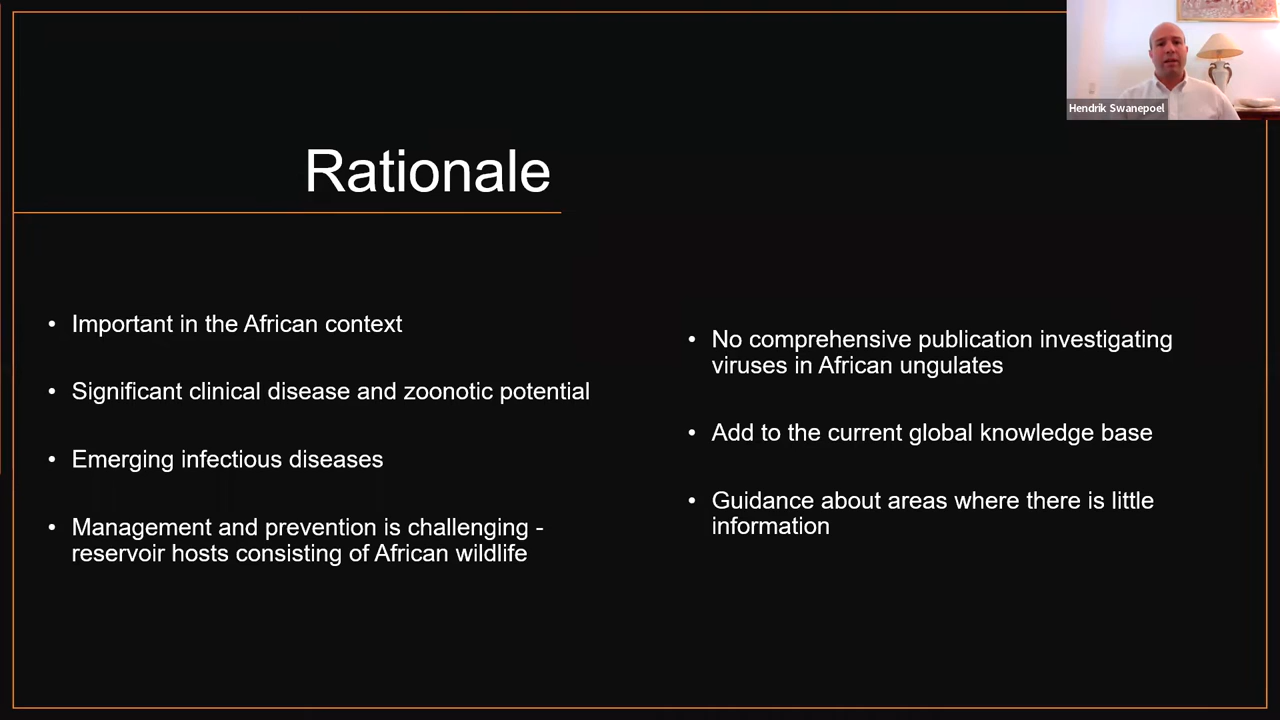 Hendrik Swanepoel
Rationale
• Important in the African context
• Significant clinical disease and zoonotic potential
• Emerging infectious diseases
• Management and prevention is challenging -
reservoir hosts consisting of African wildlife
• No comprehensive publication investigating
viruses in African ungulates
• Add to the current global knowledge base
• Guidance about areas where there is little
information